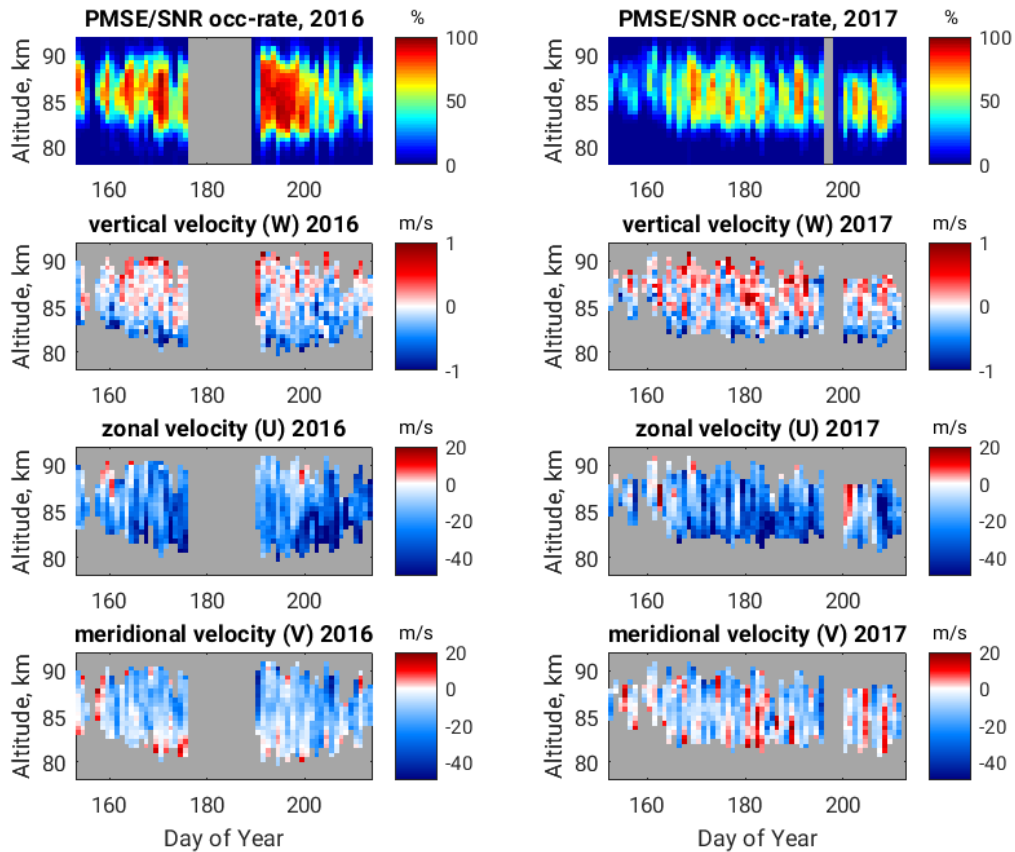 PMSE/SNR occ-rate, 2016 %
Altitude, km
90
85
80
100
50
0
160 180 200
PMSE/SNR occ-rate, 2017 %
Altitude, km
90
85
80
100
50
0
160 180 200
vertical velocity (W) 2016 m/s
Altitude, km
90
85
80
1
0
-1
160 180 200
vertical velocity (W) 2017 m/s
Altitude, km
90
85
80
1
0
-1
160 180 200
zonal velocity (U) 2016 m/s
Altitude, km
90
85
80
20
0
-20
-40
160 180 200
zonal velocity (U) 2017 m/s
Altitude, km
90
85
80
20
0
-20
-40
160 180 200
meridional velocity (V) 2016 m/s
Altitude, km
90
85
80
20
0
-20
-40
160 180 200
Day of Year
meridional velocity (V) 2017 m/s
Altitude, km
90
85
80
20
0
-20
-40
160 180 200
Day of Year